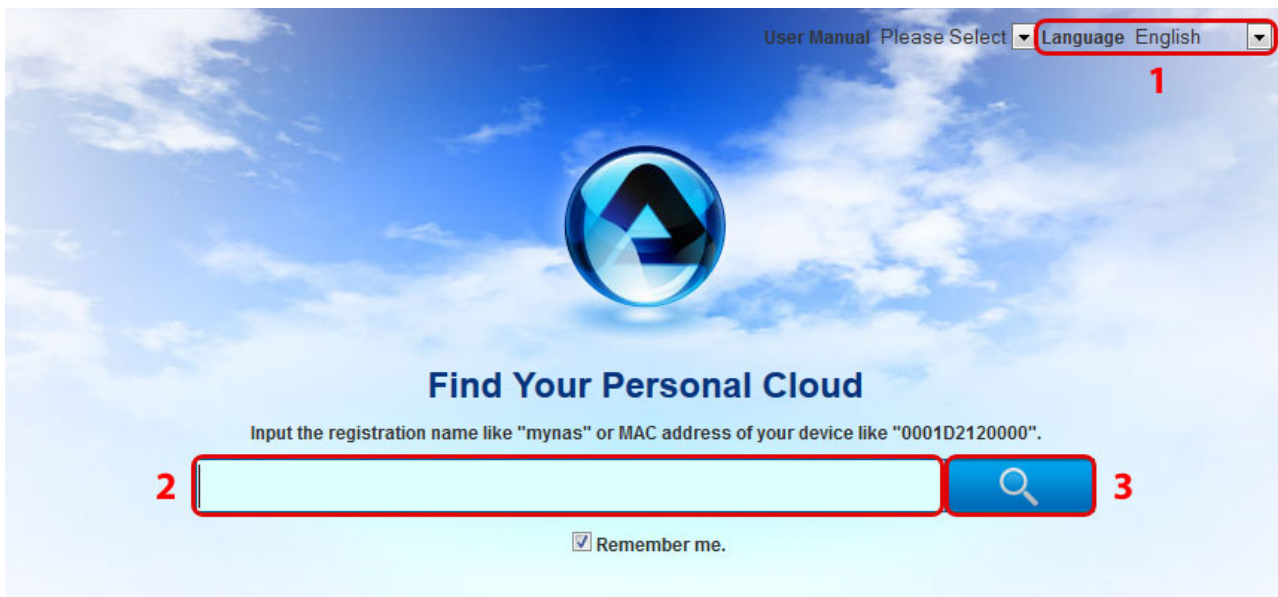 User Manual Please Select Language English
1
Find Your Personal Cloud
Input the registration name like "mynas" or MAC address of your device like "0001D2120000".
2
3
Remember me.